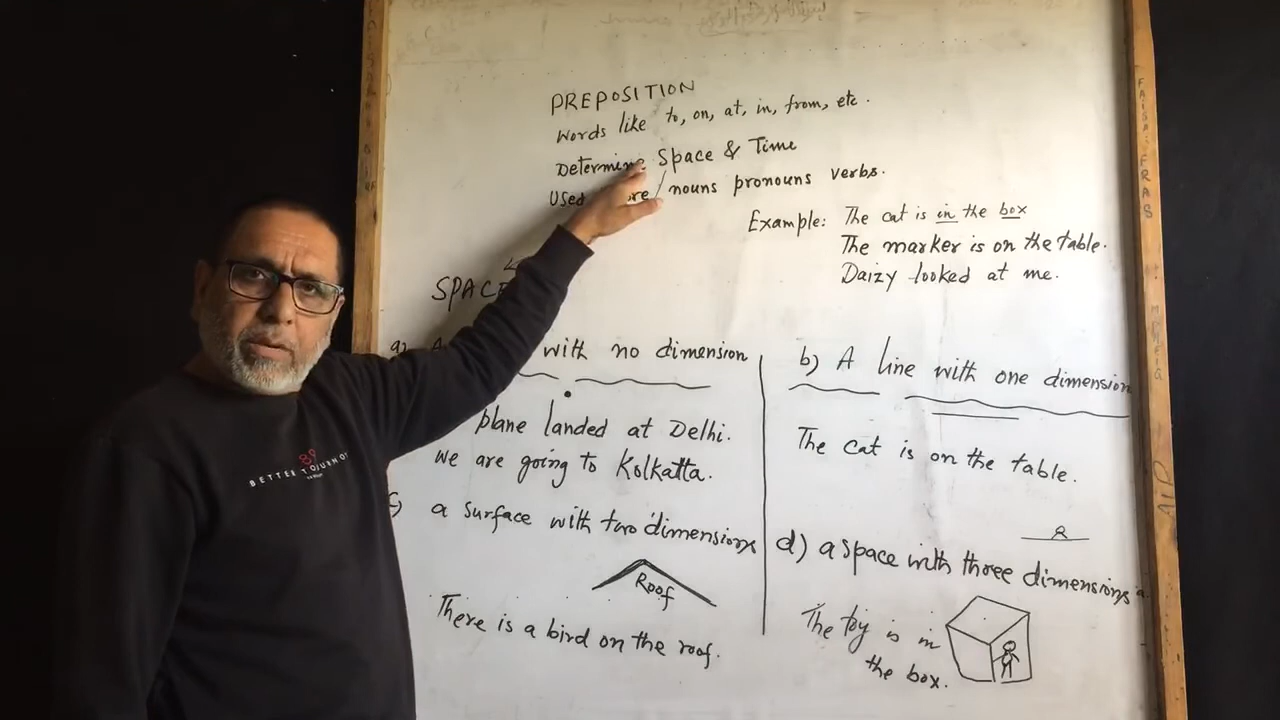 PREPOSITION
Words like to, on, at, in, from, etc.
Determine Space & Time
Used nouns pronouns verbs.
Example: The cat is in the box
The marker is on the table.
Daizy looked at me.
SPACE
a) with no dimension
plane landed at Delhi.
we are going to Kolkatta.
b) A line with one dimension
The cat is on the table.
c) a surface with two dimensions
Roof
There is a bird on the roof.
d) a space with three dimensions
The toy is in
the box.
BETTER TO